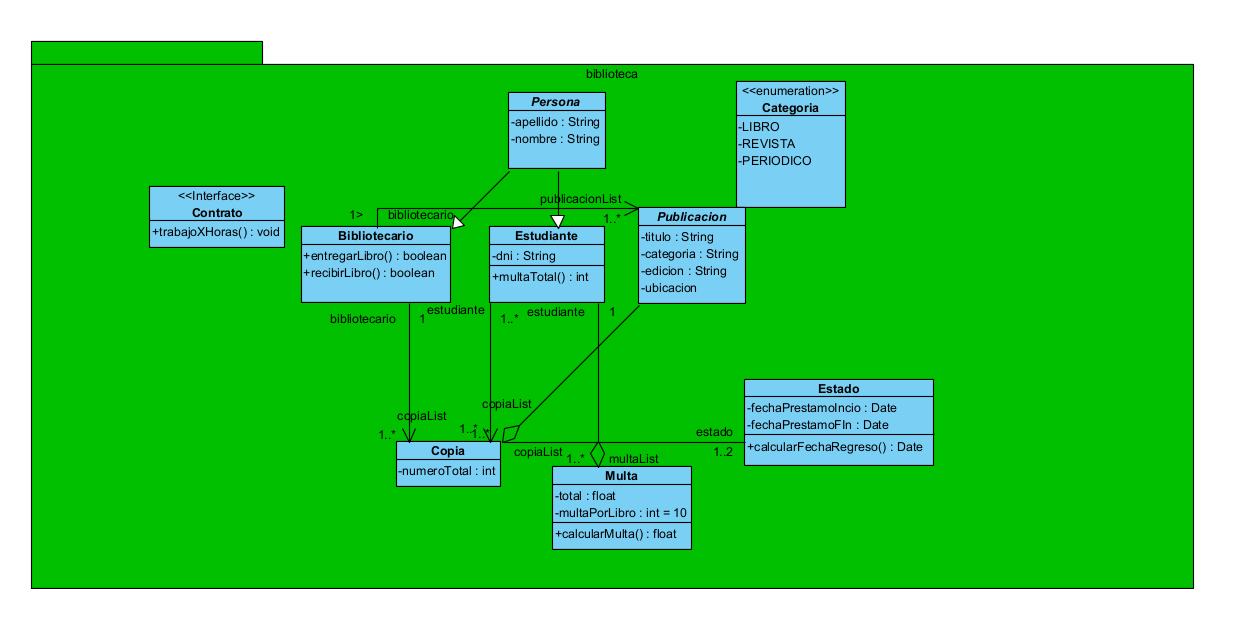 biblioteca
Persona
-apellido : String
-nombre : String
<<enumeration>>
Categoria
-LIBRO
-REVISTA
-PERIODICO
<<Interface>>
Contrato
+trabajoXHoras() : void
1>
bibliotecario
publicacionList
1..*
Bibliotecario
+entregarLibro() : boolean
+recibirLibro() : boolean
Estudiante
-dni : String
+multaTotal() : int
Publicacion
-titulo : String
-categoria : String
-edicion : String
-ubicacion
bibliotecario
1
estudiante
1..*
estudiante
1
copiaList
1..*
copiaList
1..*
1..*
Copia
-numeroTotal : int
copiaList
1..*
multaList
estado
1..2
Estado
-fechaPrestamoIncio : Date
-fechaPrestamoFIn : Date
+calcularFechaRegreso() : Date
Multa
-total : float
-multaPorLibro : int = 10
+calcularMulta() : float